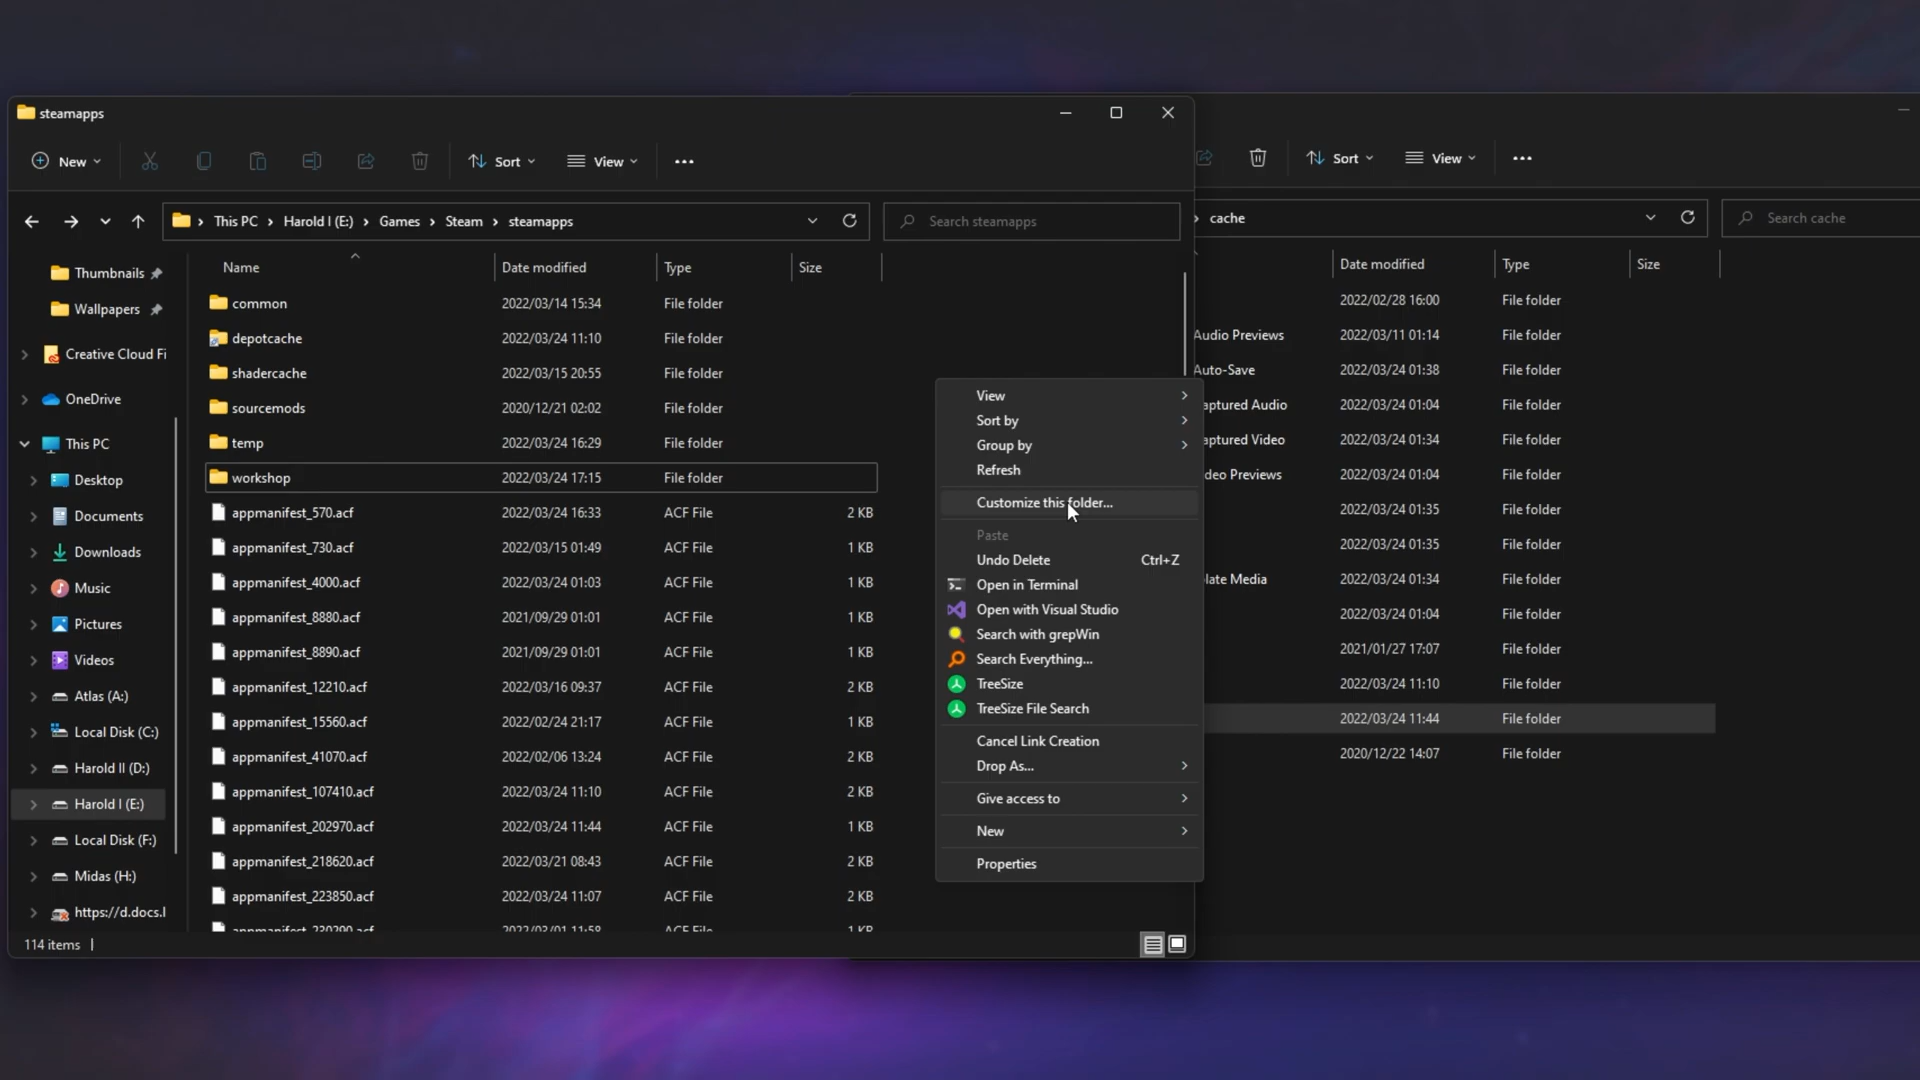 steamapps
New
Sort
View
Sort
View
This PC
Harold I (E:)
Games
Steam
steamapps
Search steamapps
cache
Search cache
Name
Date modified
Type
Size
Date modified
Type
Size
Thumbnails
Wallpapers
Creative Cloud Fi
OneDrive
This PC
Desktop
Documents
Downloads
Music
Pictures
Videos
Atlas (A:)
Local Disk (C:)
Harold II (D:)
Harold I (E:)
Local Disk (F:)
Midas (H:)
https://d.docs.l
common 2022/03/14 15:34 File folder
depotcache 2022/03/24 11:10 File folder
shadercache 2022/03/15 20:55 File folder
sourcemods 2020/12/21 02:02 File folder
temp 2022/03/24 16:29 File folder
workshop 2022/03/24 17:15 File folder
appmanifest_570.acf 2022/03/24 16:33 ACF File 2 KB
appmanifest_730.acf 2022/03/15 01:49 ACF File 1 KB
appmanifest_4000.acf 2022/03/24 01:03 ACF File 1 KB
appmanifest_8880.acf 2021/09/29 01:01 ACF File 1 KB
appmanifest_8890.acf 2021/09/29 01:01 ACF File 1 KB
appmanifest_12210.acf 2022/03/16 09:37 ACF File 2 KB
appmanifest_15560.acf 2022/02/24 21:17 ACF File 1 KB
appmanifest_41070.acf 2022/02/06 13:24 ACF File 2 KB
appmanifest_107410.acf 2022/03/24 11:10 ACF File 2 KB
appmanifest_202970.acf 2022/03/24 11:44 ACF File 1 KB
appmanifest_218620.acf 2022/03/21 08:43 ACF File 2 KB
appmanifest_223850.acf 2022/03/24 11:07 ACF File 2 KB
114 items
View
Sort by
Group by
Refresh
Customize this folder...
Paste
Undo Delete Ctrl+Z
Open in Terminal
Open with Visual Studio
Search with grepWin
Search Everything...
TreeSize
TreeSize File Search
Cancel Link Creation
Drop As...
Give access to
New
Properties
2022/02/28 16:00 File folder
Audio Previews 2022/03/11 01:14 File folder
Auto-Save 2022/03/24 01:38 File folder
aptured Audio 2022/03/24 01:04 File folder
aptured Video 2022/03/24 01:34 File folder
deo Previews 2022/03/24 01:04 File folder
2022/03/24 01:35 File folder
2022/03/24 01:35 File folder
late Media 2022/03/24 01:34 File folder
2022/03/24 01:04 File folder
2021/01/27 17:07 File folder
2022/03/24 11:10 File folder
2022/03/24 11:44 File folder
2020/12/22 14:07 File folder